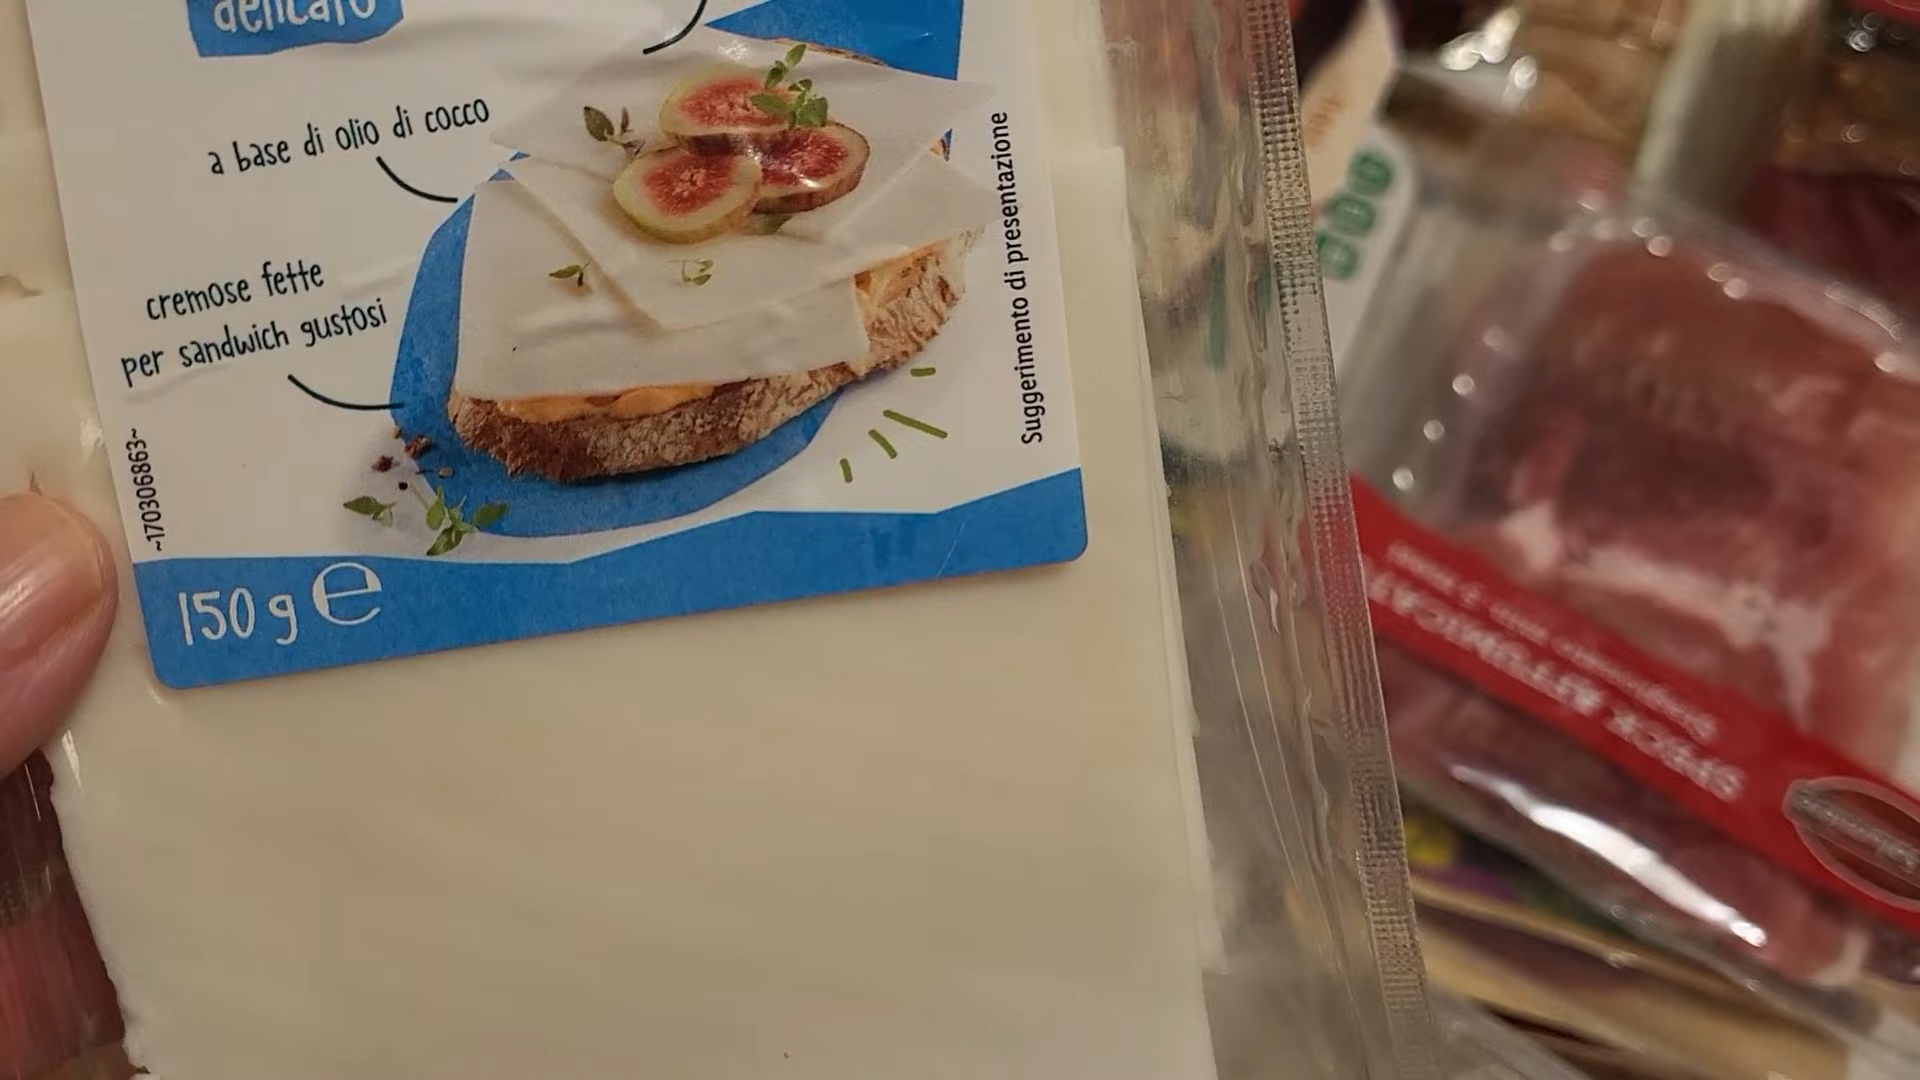 delicato
a base di olio di cocco
cremose fette
per sandwich gustosi
Suggerimento di presentazione
~170306863~
150 g e